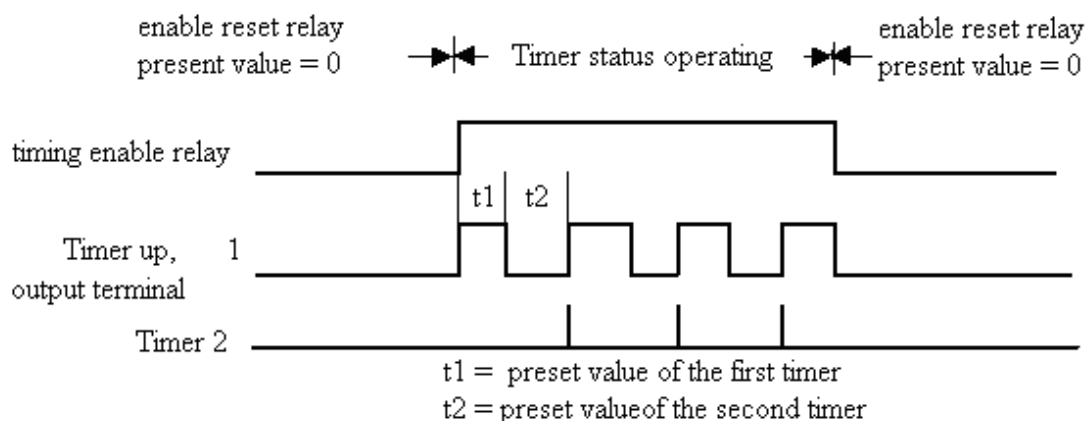 enable reset relay
present value = 0
Timer status operating
enable reset relay
present value = 0
timing enable relay
t1
t2
Timer up, 1
output terminal
Timer 2
t1 = preset value of the first timer
t2 = preset valueof the second timer